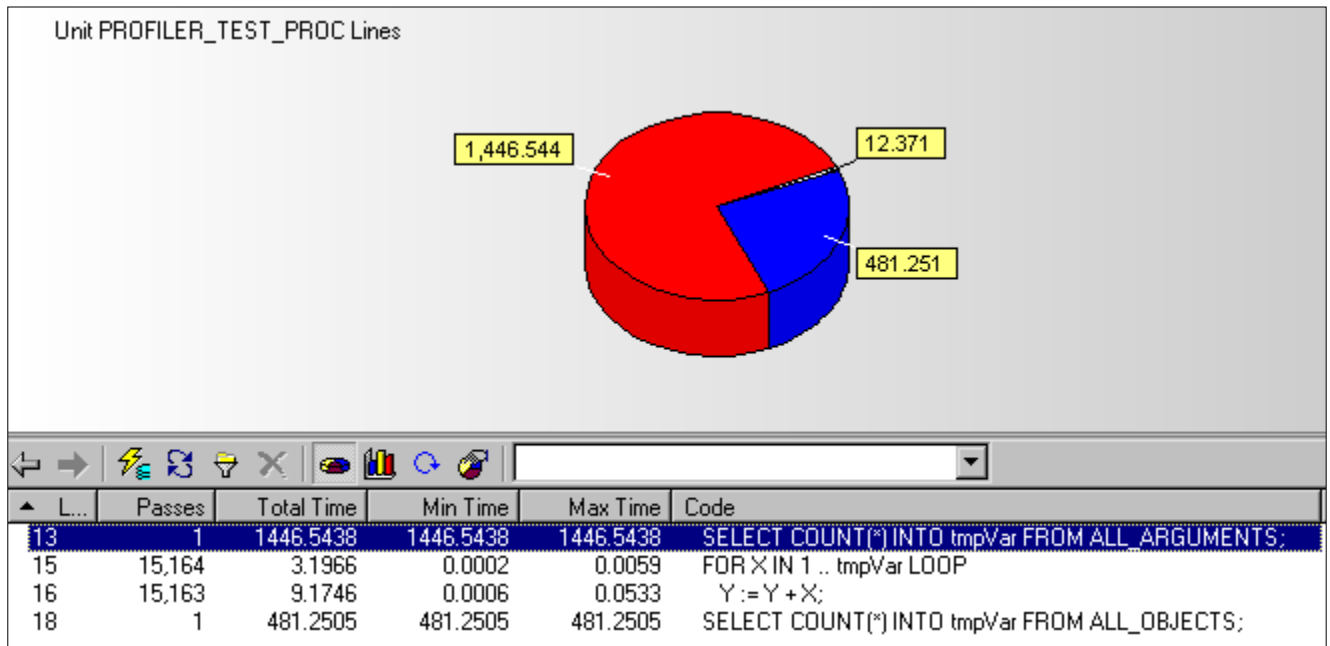 Unit PROFILER_TEST_PROC Lines
1,446.544
12.371
481.251
L... Passes Total Time Min Time Max Time Code
13 1 1446.5438 1446.5438 1446.5438 SELECT COUNT(*) INTO tmpVar FROM ALL_ARGUMENTS;
15 15,164 3.1966 0.0002 0.0059 FOR X IN 1 .. tmpVar LOOP
16 15,163 9.1746 0.0006 0.0533 Y := Y + X;
18 1 481.2505 481.2505 481.2505 SELECT COUNT(*) INTO tmpVar FROM ALL_OBJECTS;